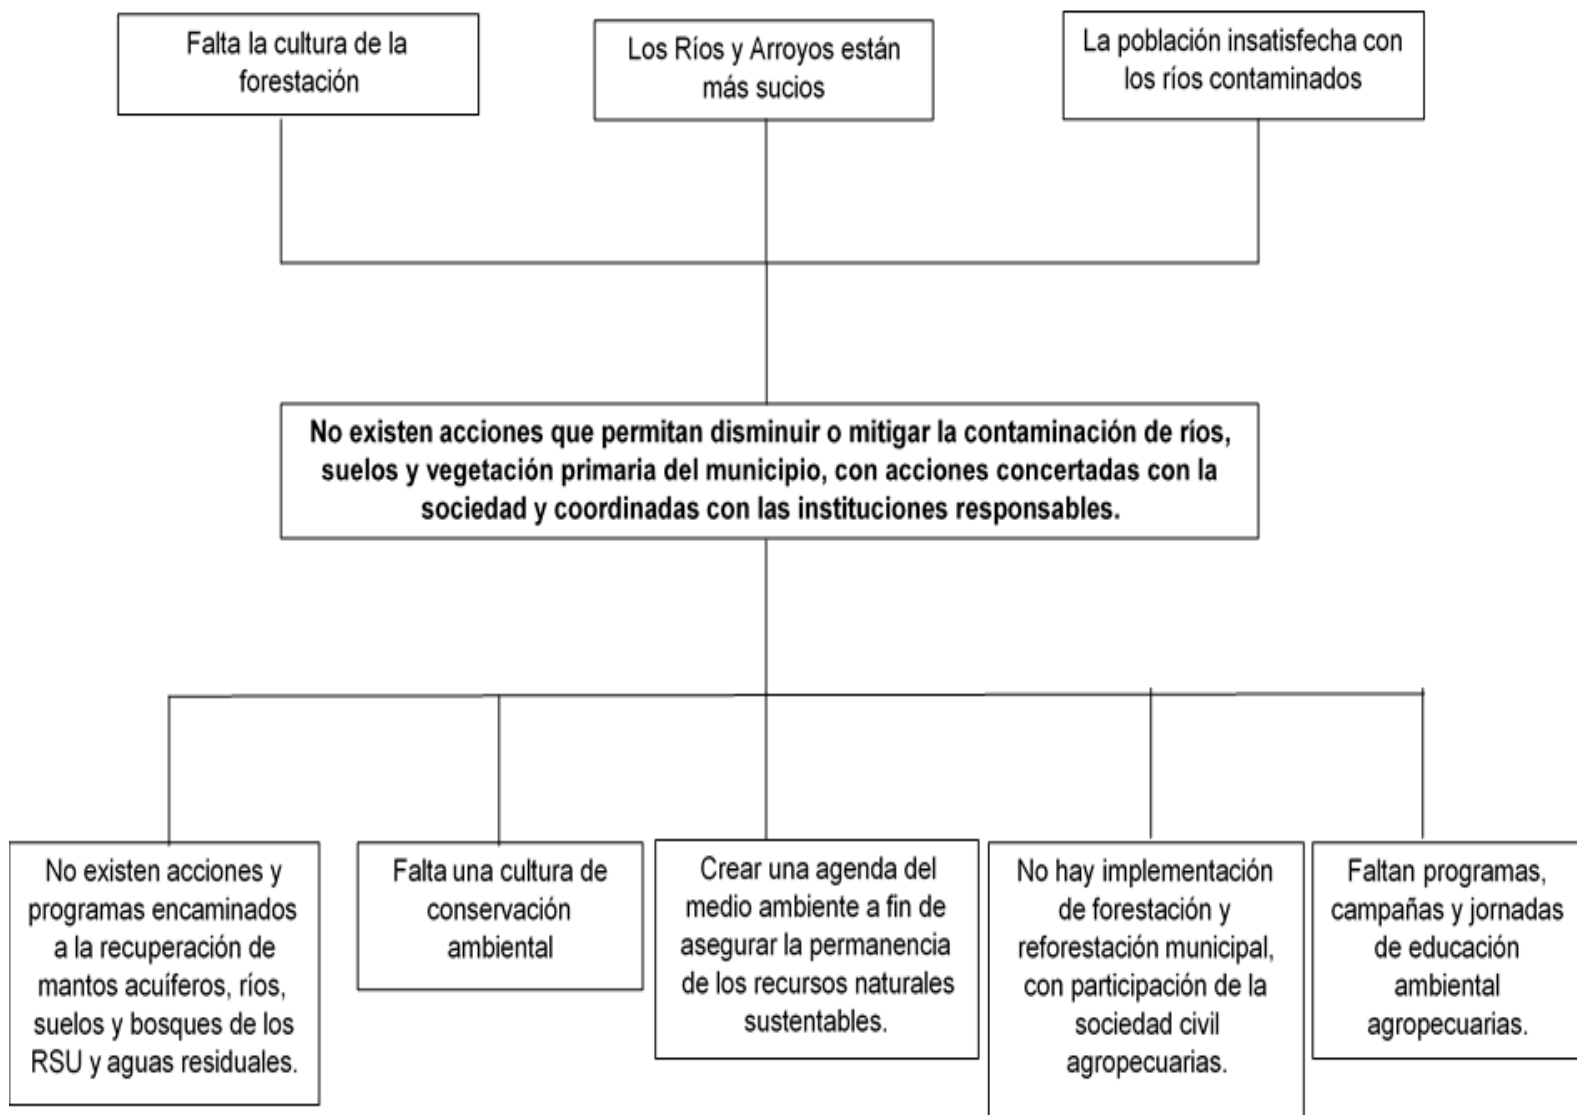 Falta la cultura de la
forestación
Los Ríos y Arroyos están
más sucios
La población insatisfecha con
los ríos contaminados
No existen acciones que permitan disminuir o mitigar la contaminación de ríos,
suelos y vegetación primaria del municipio, con acciones concertadas con la
sociedad y coordinadas con las instituciones responsables.
No existen acciones y
programas encaminados
a la recuperación de
mantos acuíferos, ríos,
suelos y bosques de los
RSU y aguas residuales.
Falta una cultura de
conservación
ambiental
Crear una agenda del
medio ambiente a fin de
asegurar la permanencia
de los recursos naturales
sustentables.
No hay implementación
de forestación y
reforestación municipal,
con participación de la
sociedad civil
agropecuarias.
Faltan programas,
campañas y jornadas
de educación
ambiental
agropecuarias.